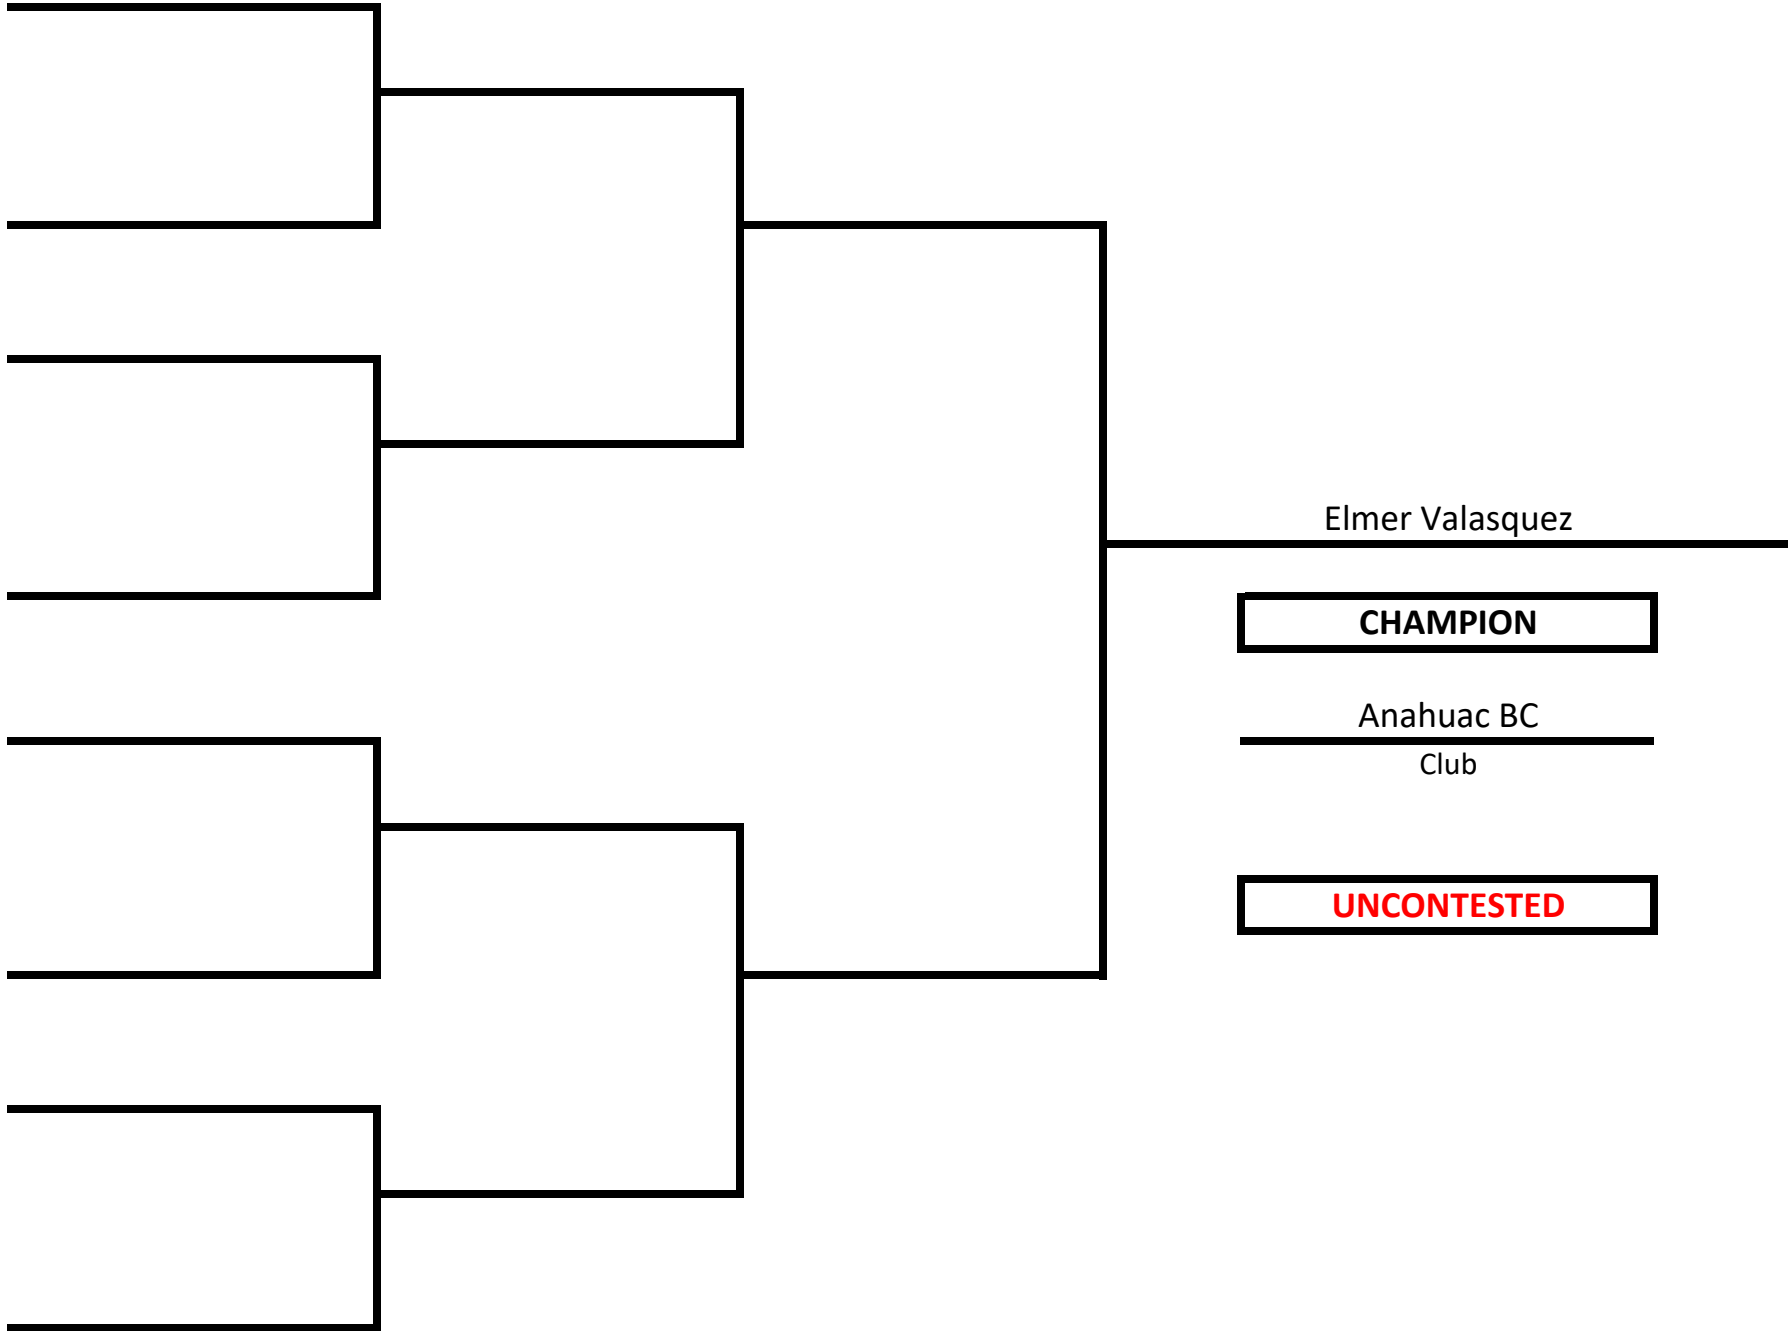 Elmer Valasquez
CHAMPION
Anahuac BC
Club
UNCONTESTED